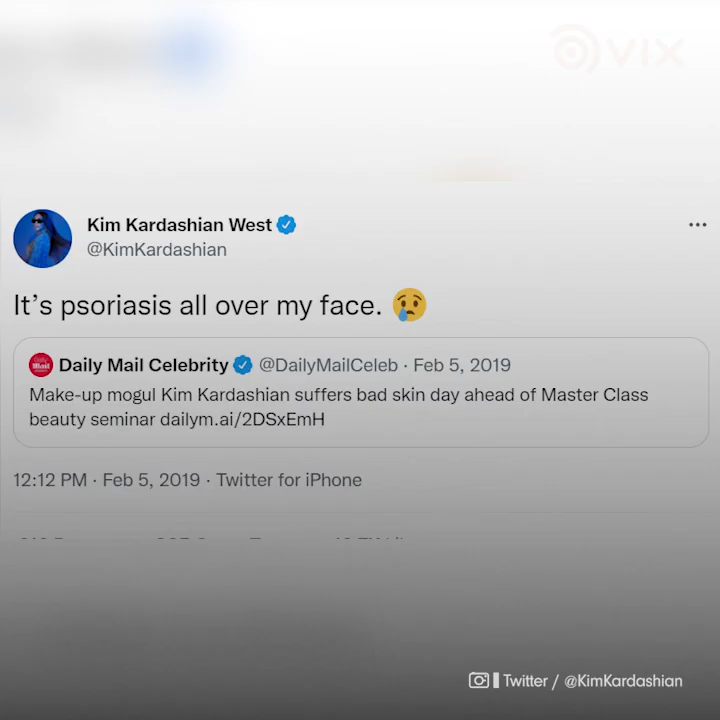 VIX
Kim Kardashian West
@KimKardashian
It's psoriasis all over my face. 😢
Daily Mail Celebrity @DailyMailCeleb · Feb 5, 2019
Make-up mogul Kim Kardashian suffers bad skin day ahead of Master Class
beauty seminar dailym.ai/2DSxEmH
12:12 PM · Feb 5, 2019 · Twitter for iPhone
Twitter / @KimKardashian